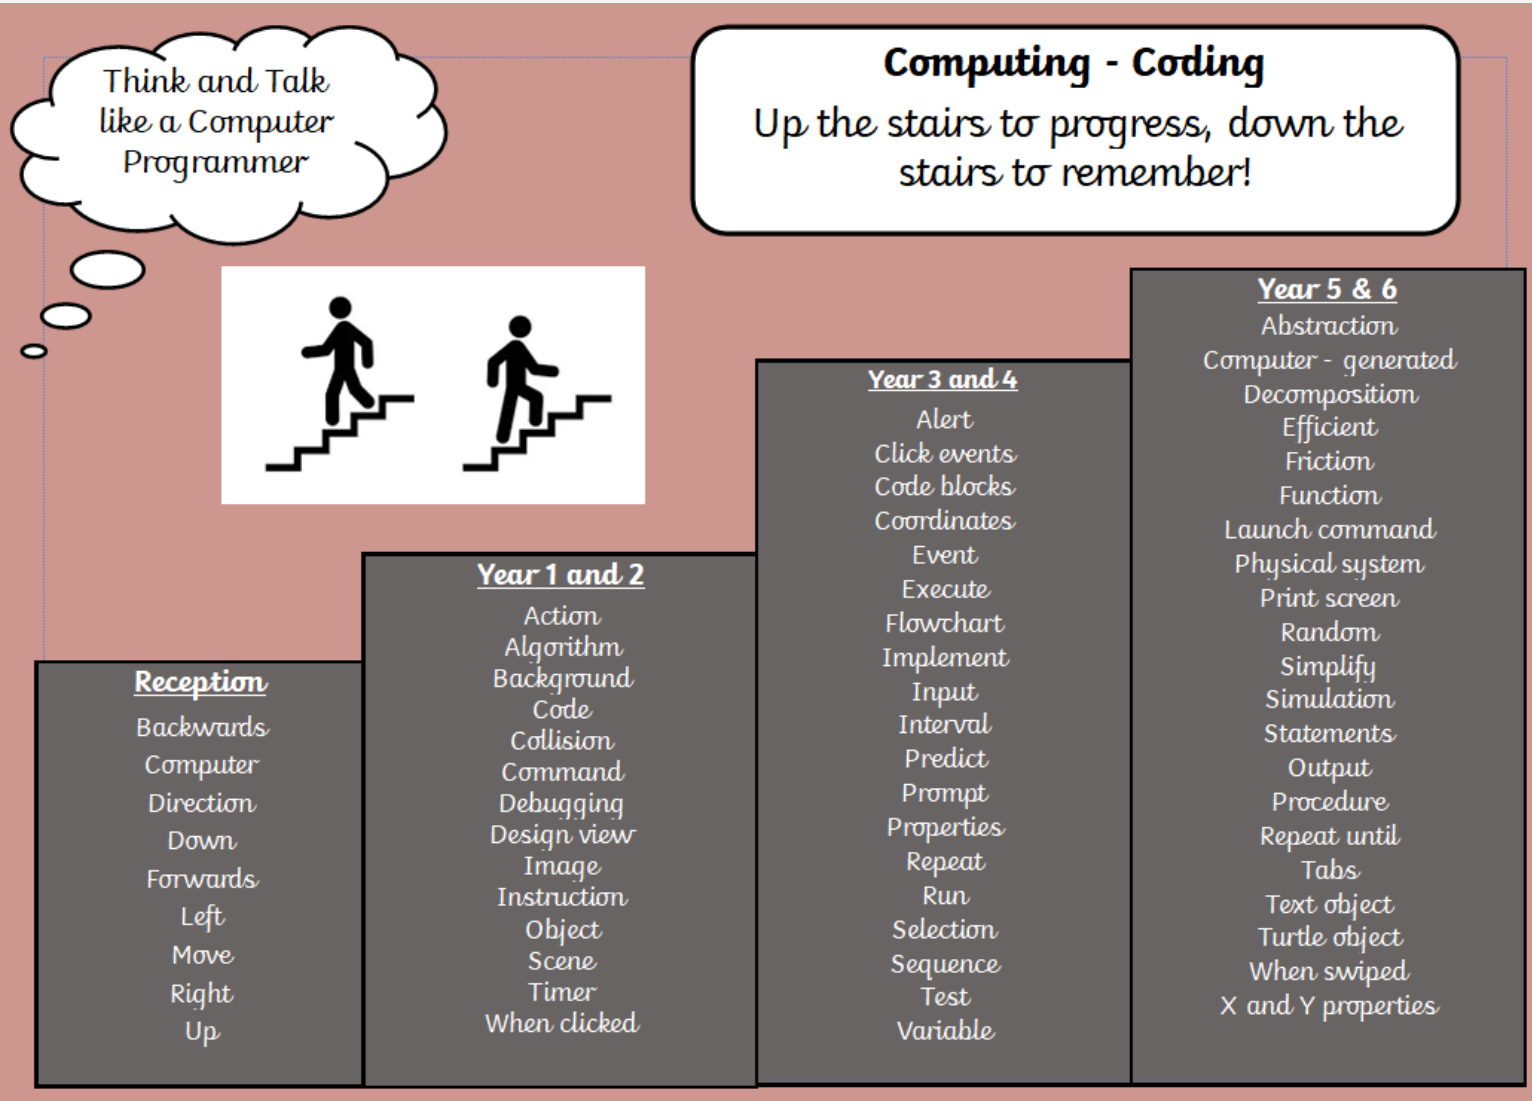 Think and Talk
like a Computer
Programmer
Computing - Coding
Up the stairs to progress, down the
stairs to remember!
Reception
Backwards
Computer
Direction
Down
Forwards
Left
Move
Right
Up
Year 1 and 2
Action
Algorithm
Background
Code
Collision
Command
Debugging
Design view
Image
Instruction
Object
Scene
Timer
When clicked
Year 3 and 4
Alert
Click events
Code blocks
Coordinates
Event
Execute
Flowchart
Implement
Input
Interval
Predict
Prompt
Properties
Repeat
Run
Selection
Sequence
Test
Variable
Year 5 & 6
Abstraction
Computer - generated
Decomposition
Efficient
Friction
Function
Launch command
Physical system
Print screen
Random
Simplify
Simulation
Statements
Output
Procedure
Repeat until
Tabs
Text object
Turtle object
When swiped
X and Y properties